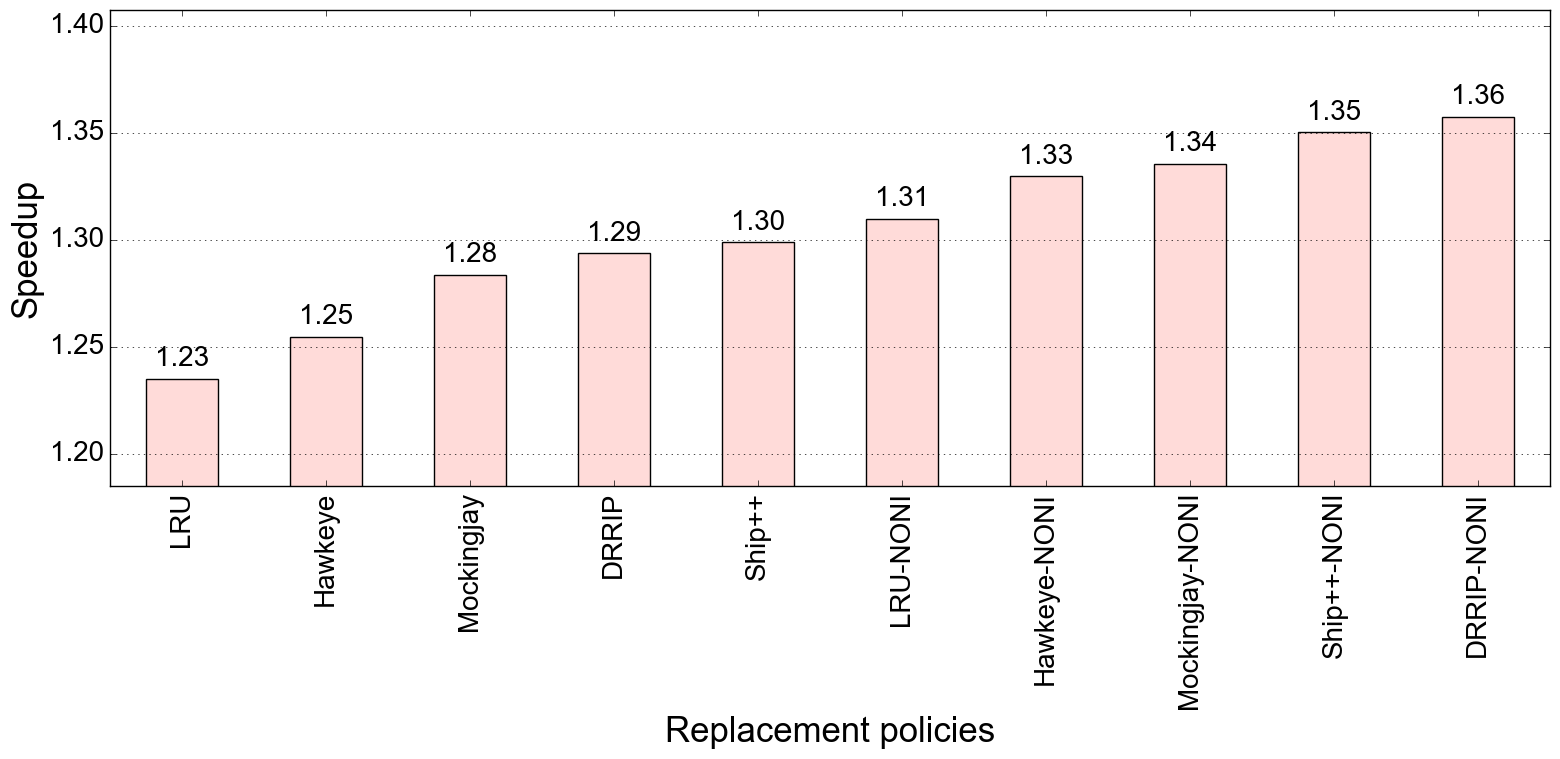 1.40
1.35
1.30
1.25
1.20
Speedup
1.23
1.25
1.28
1.29
1.30
1.31
1.33
1.34
1.35
1.36
LRU
Hawkeye
Mockingjay
DRRIP
Ship++
LRU-NONI
Hawkeye-NONI
Mockingjay-NONI
Ship++-NONI
DRRIP-NONI
Replacement policies